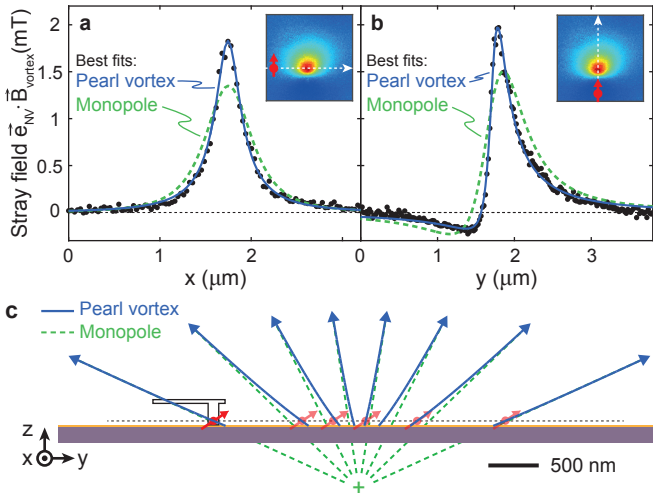 Stray field e⃗NV · B⃗vortex(mT)
2
1.5
1
0.5
0
a
Best fits:
Pearl vortex
Monopole
0
2
x (μm)
b
Best fits:
Pearl vortex
Monopole
0
1
2
3
y (μm)
c
Pearl vortex
Monopole
z
x
y
+
500 nm